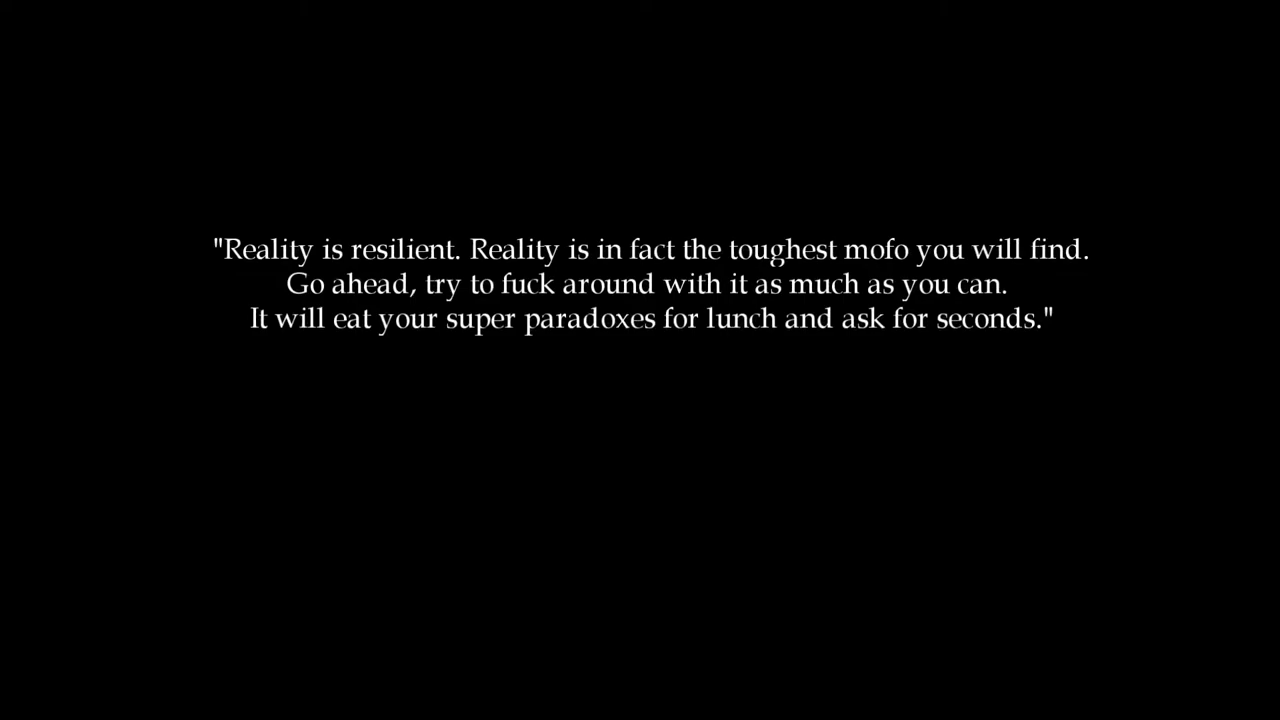 "Reality is resilient. Reality is in fact the toughest mofo you will find.
Go ahead, try to fuck around with it as much as you can.
It will eat your super paradoxes for lunch and ask for seconds."